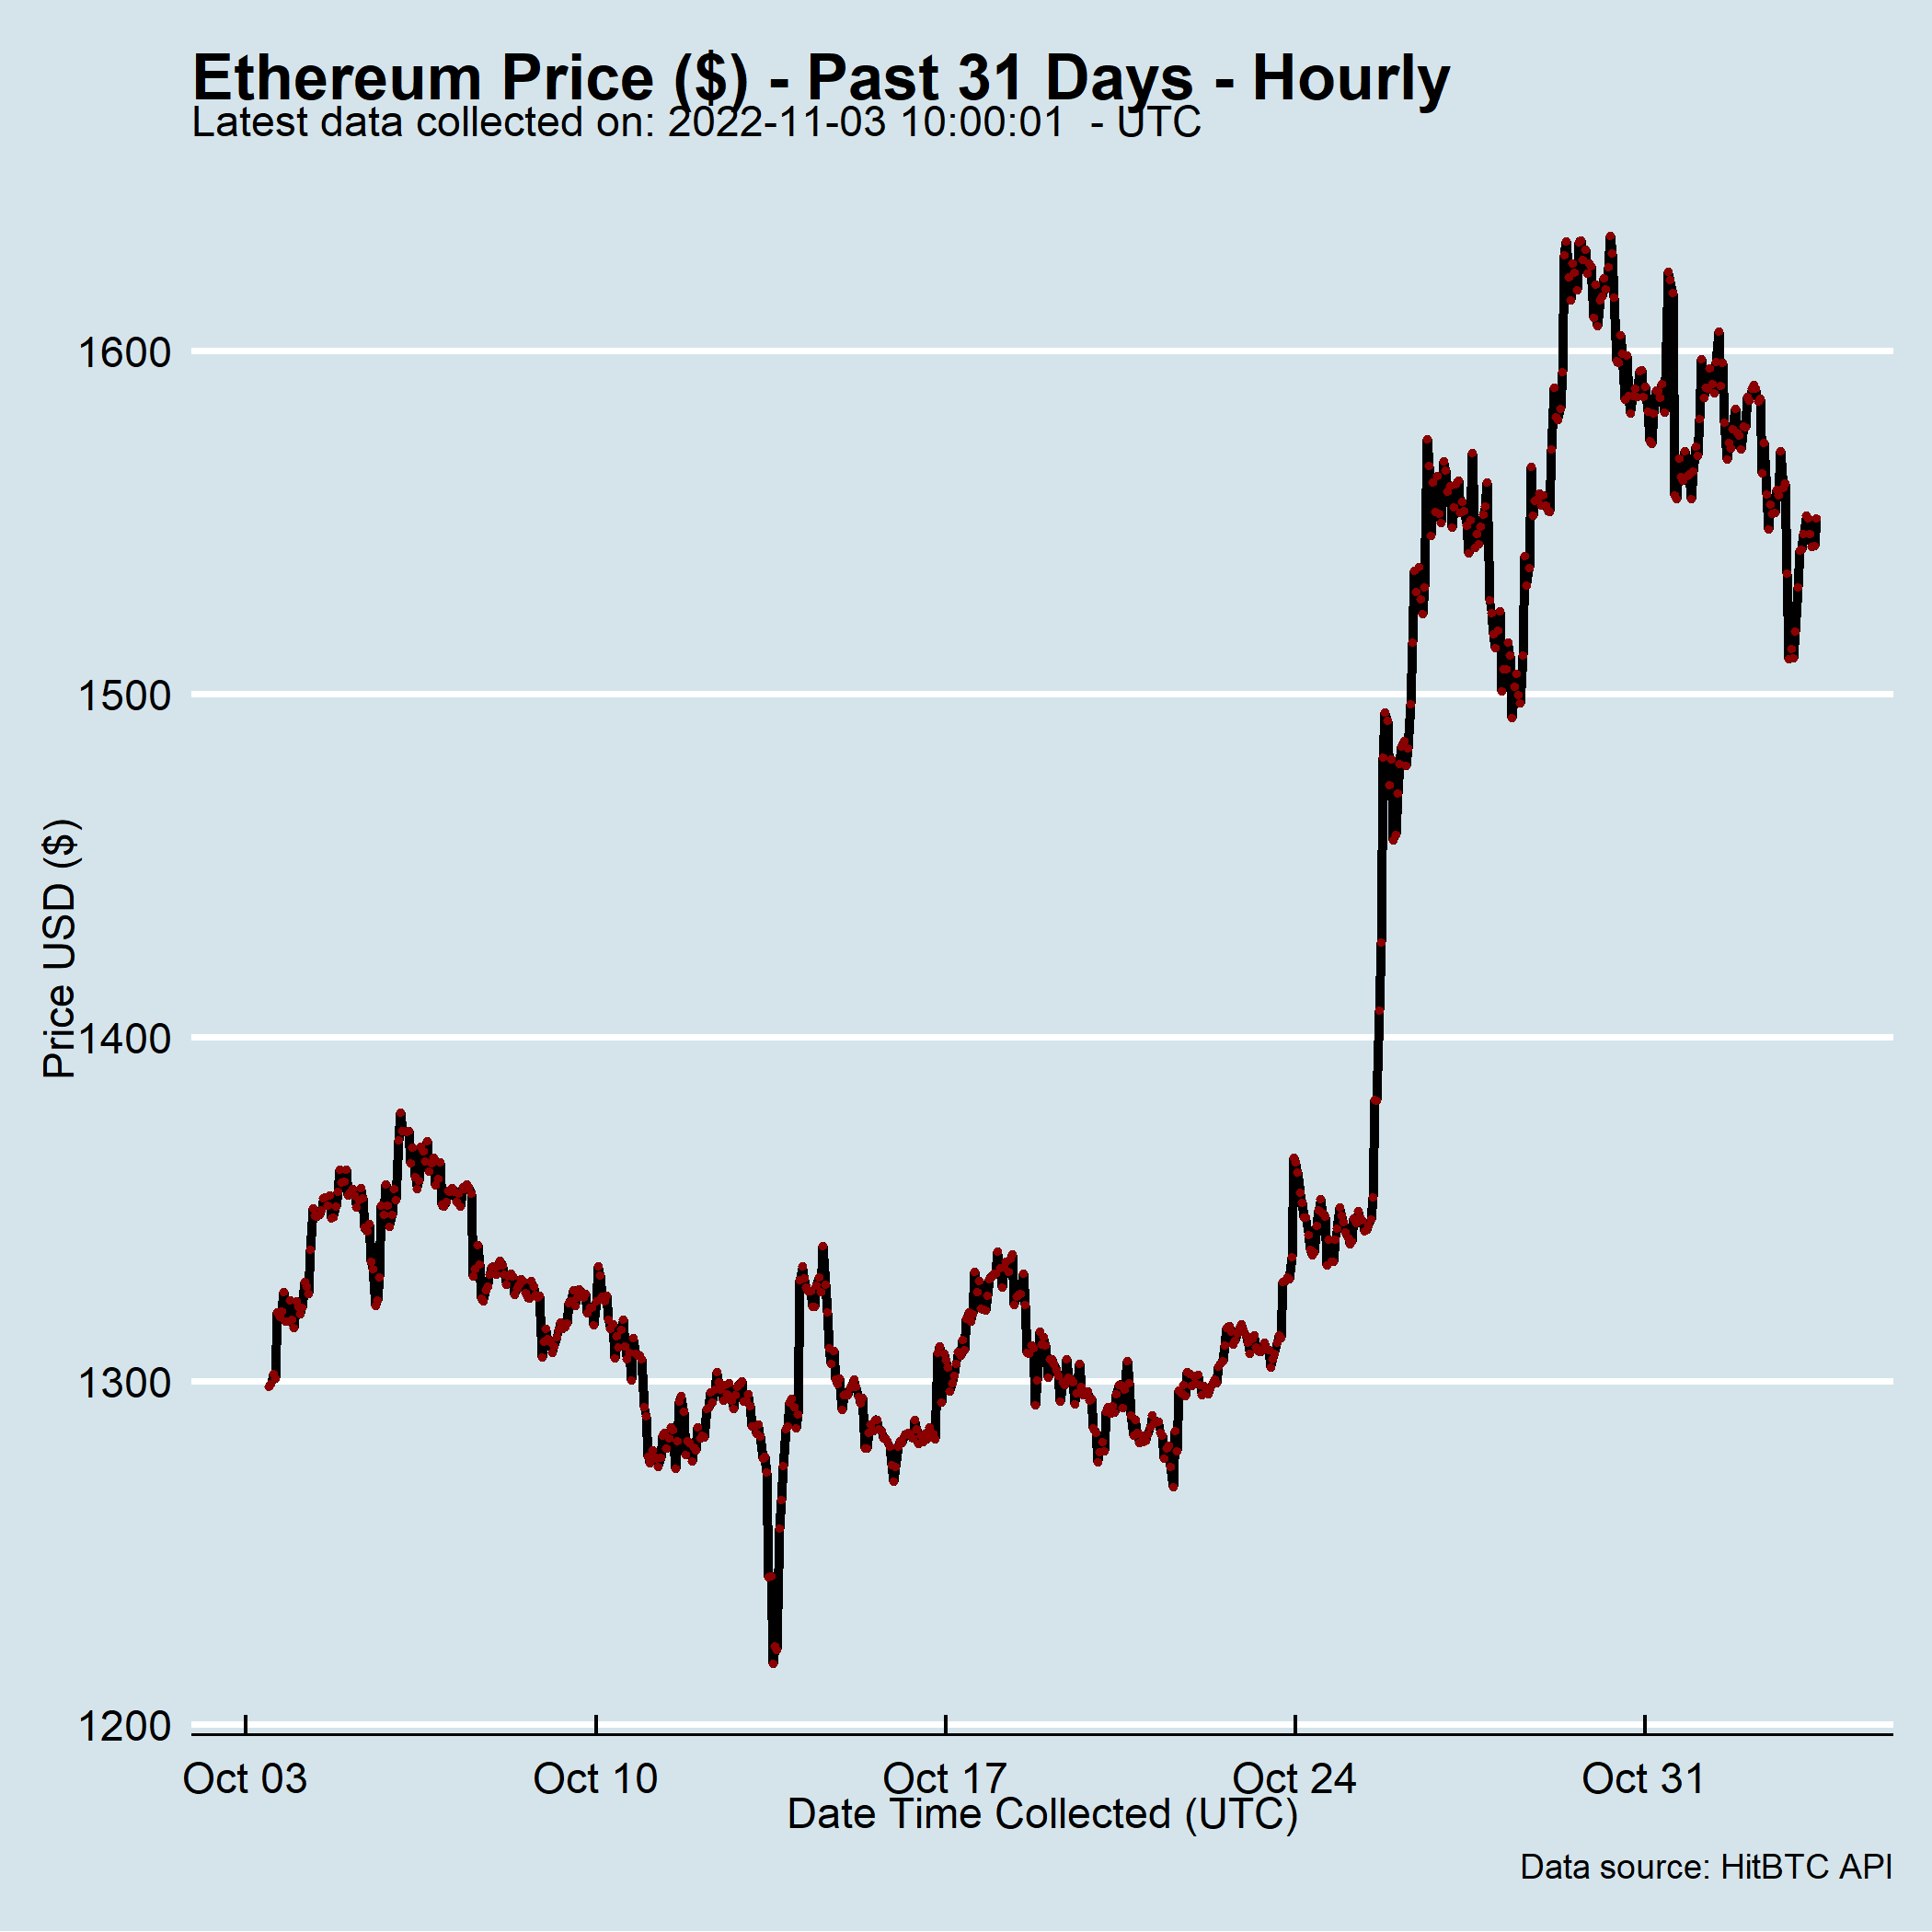 Ethereum Price ($) - Past 31 Days - Hourly
Latest data collected on: 2022-11-03 10:00:01  - UTC
1600
1500
Price USD ($)
1400
1300
1200
Oct 03 Oct 10 Oct 17 Oct 24 Oct 31
Date Time Collected (UTC)
Data source: HitBTC API